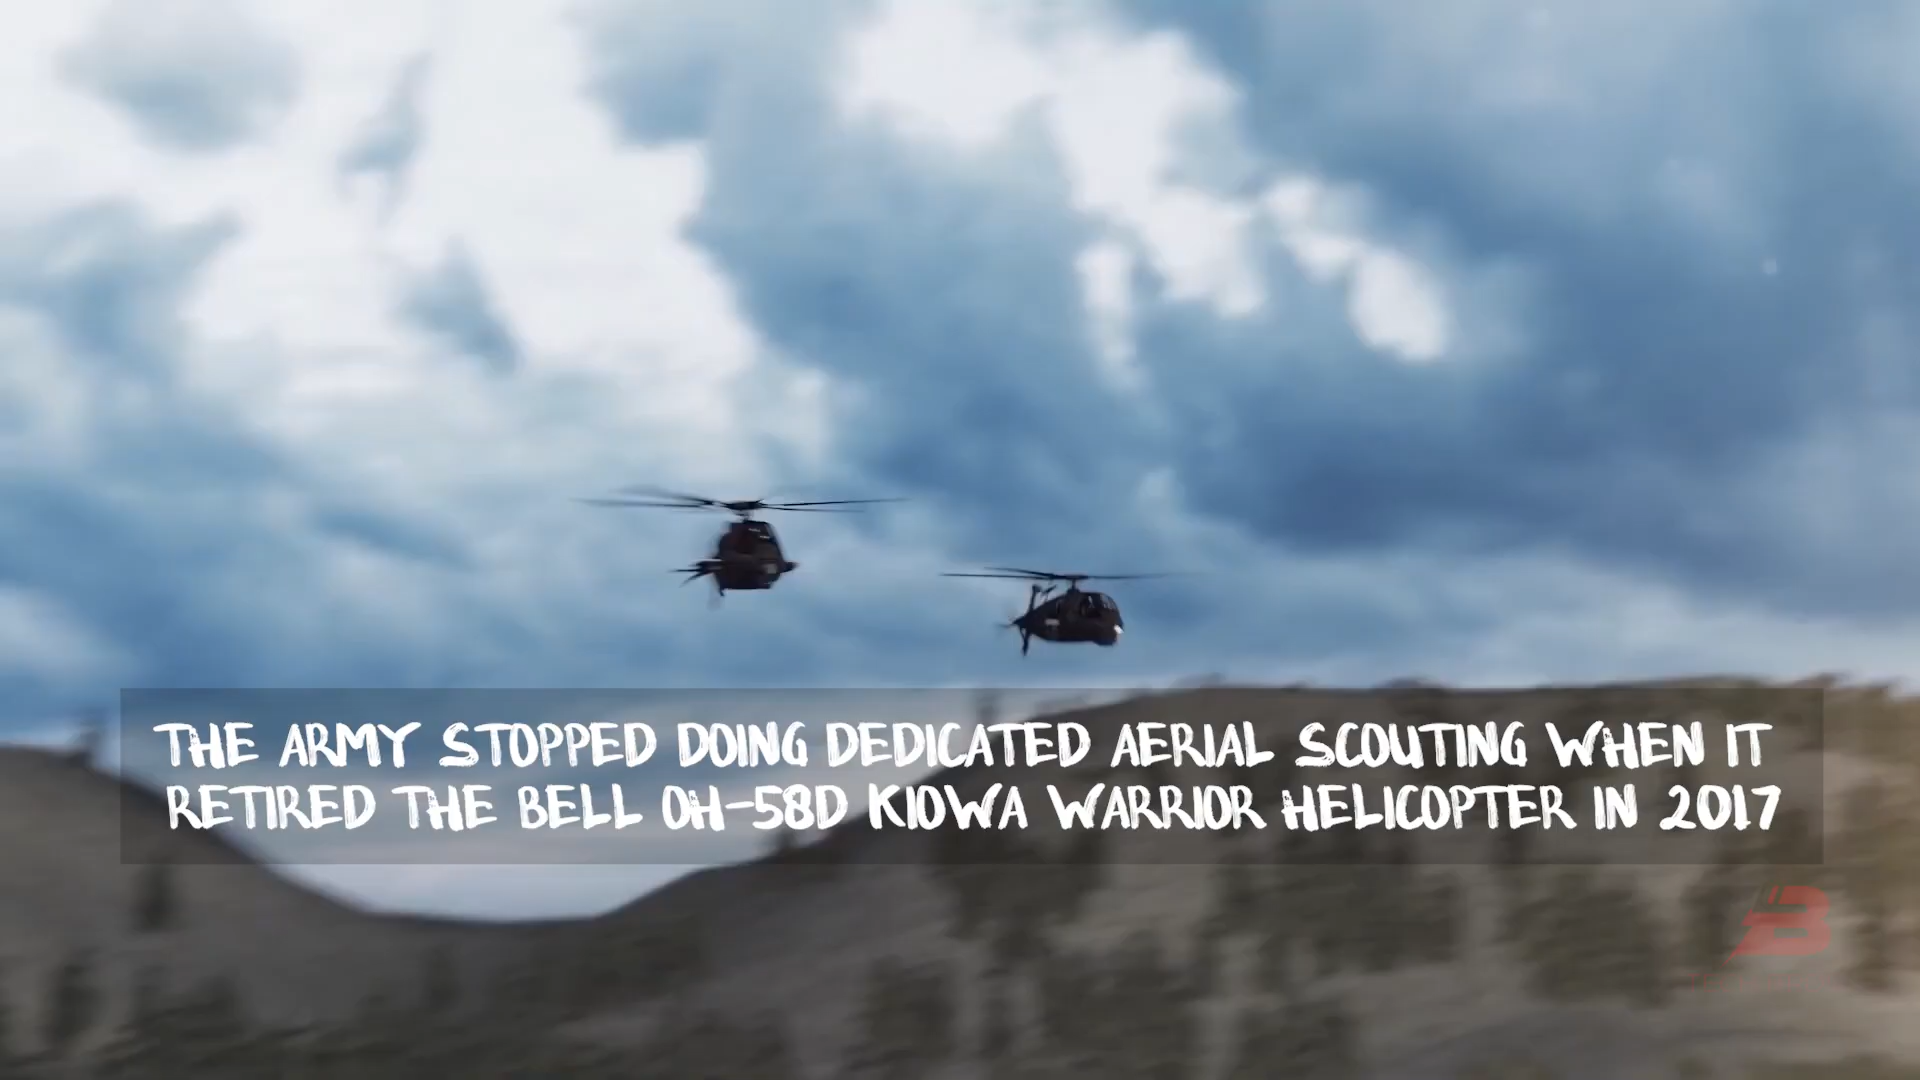 THE ARMY STOPPED DOING DEDICATED AERIAL SCOUTING WHEN IT
RETIRED THE BELL OH-58D KIOWA WARRIOR HELICOPTER IN 2017